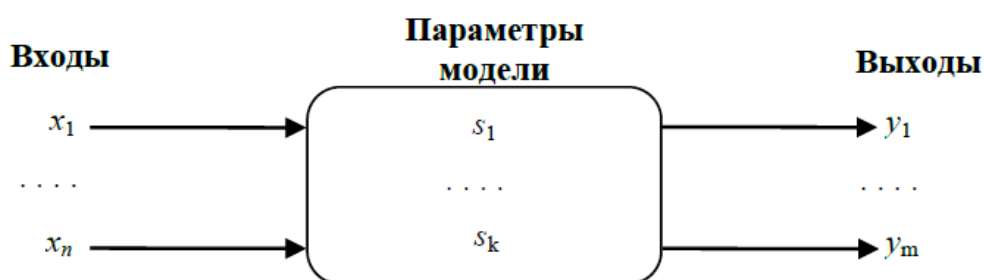 Параметры
модели
Входы
Выходы
x1
s1
y1
. . . .
. . . .
. . . .
xn
sk
ym